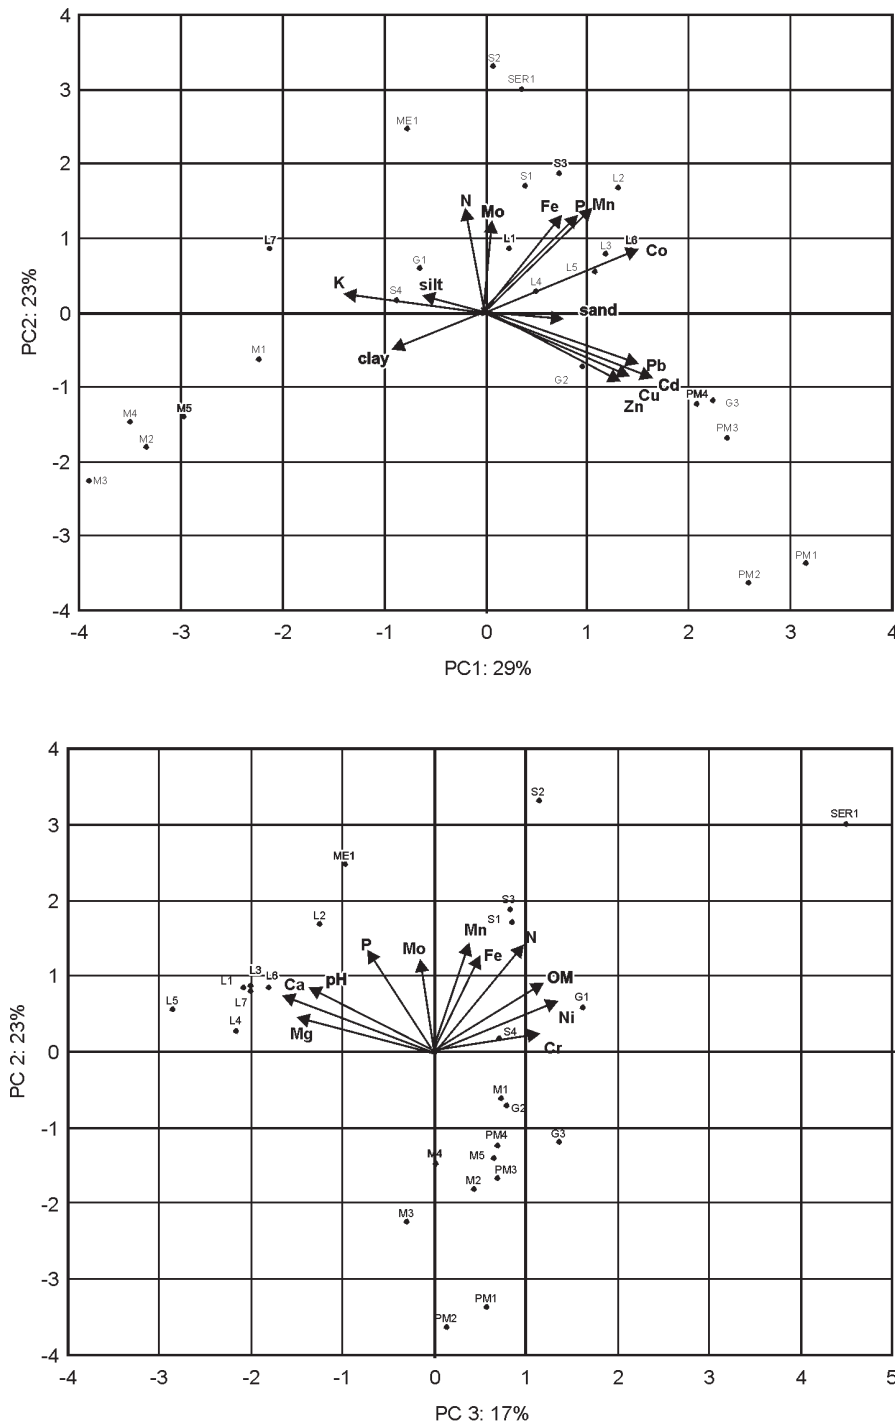 4
S2
3
SER1
ME1
2
S3
S1
L2
N
Mo
Fe
P
Mn
1
L7
L1
L3
L6
Co
G1
L5
K
S4
silt
L4
0
sand
clay
M1
Pb
G2
Cd
-1
Cu
Zn
PM4
G3
M4
M5
M2
PM3
-2
M3
-3
PM1
PM2
-4
-4 -3 -2 -1 0 1 2 3 4
PC2: 23%
PC1: 29%
4
S2
SER1
3
ME1
2
S3
L2
S1
Mn
N
P
Mo
Fe
1
L3
L1
L6
Ca
pH
OM
L7
L5
G1
L4
Mg
Ni
S4
0
Cr
M1
G2
-1
PM4
G3
M4
M5
PM3
M2
-2
M3
-3
PM1
PM2
-4
-4 -3 -2 -1 0 1 2 3 4 5
PC 2: 23%
PC 3: 17%